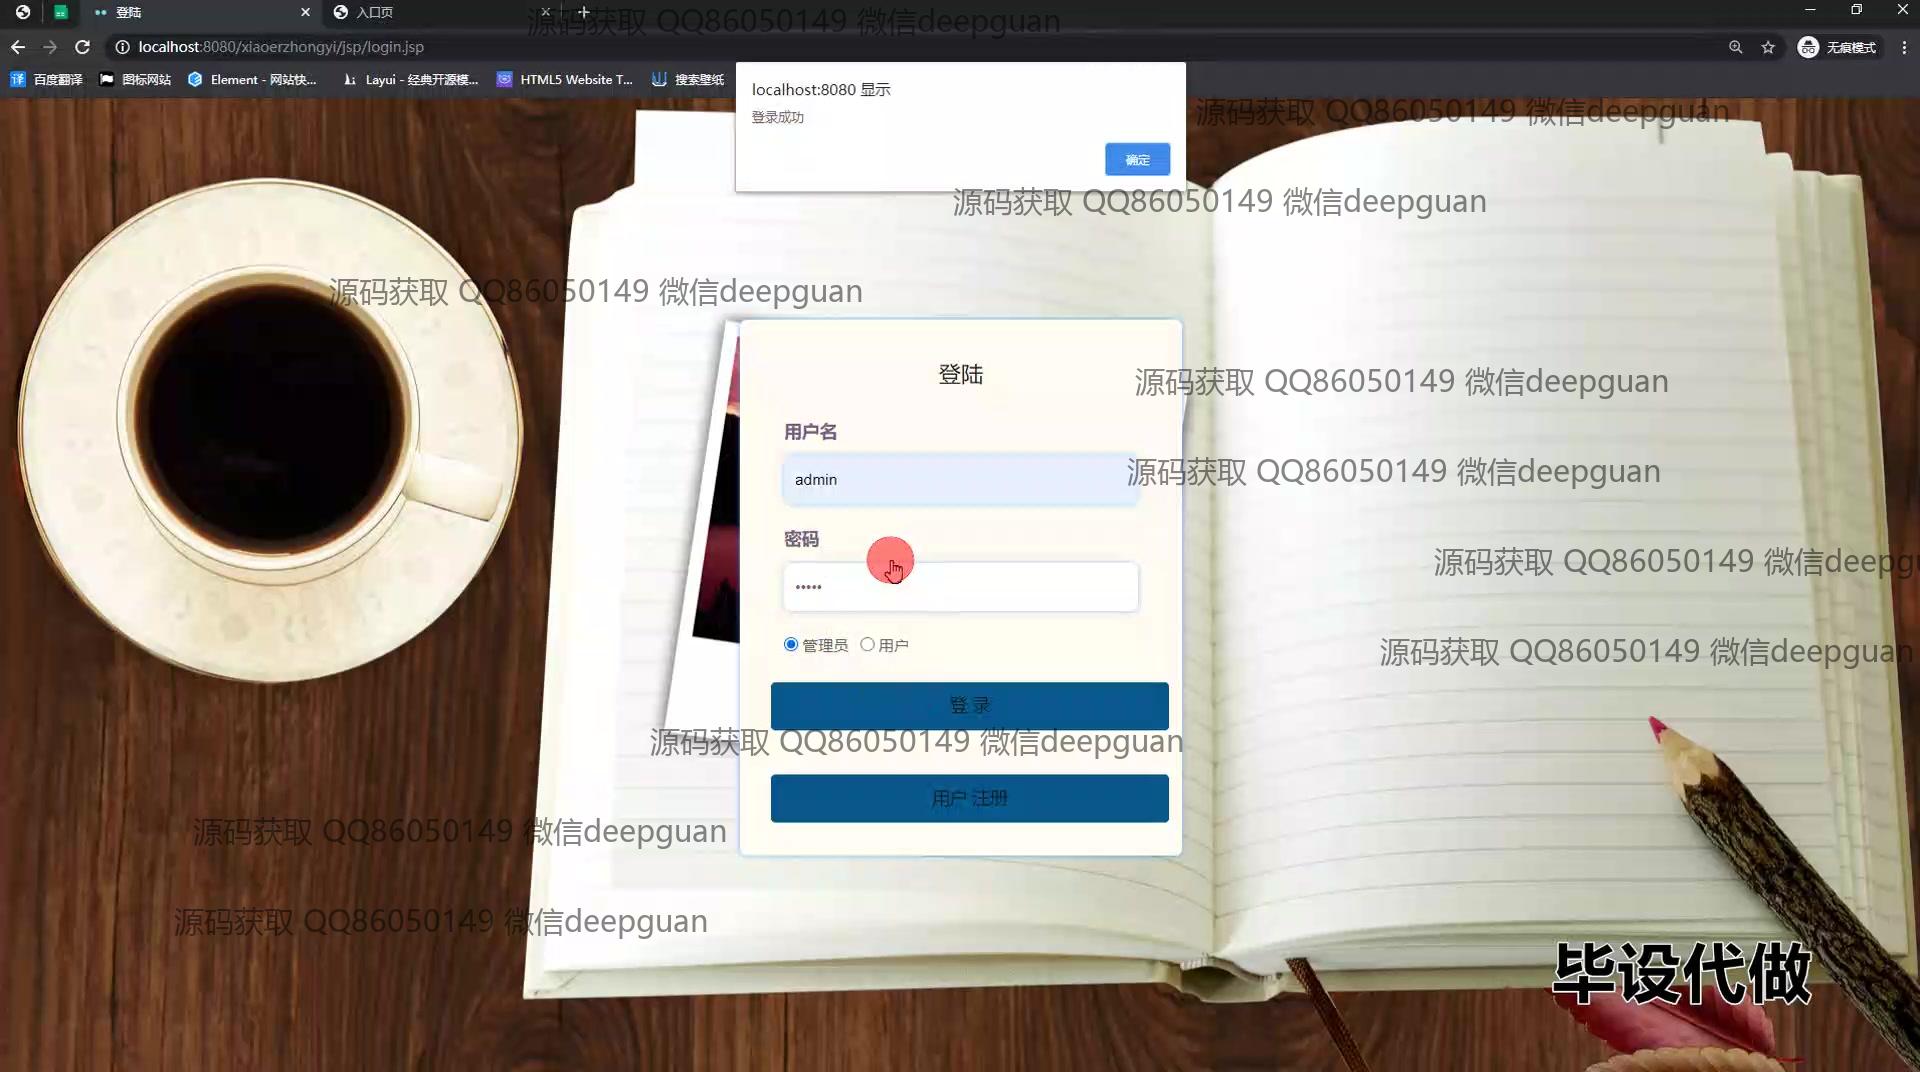 登陆
入口页
源码获取 QQ86050149 微信deepguan
localhost:8080/xiaoerzhongyi/jsp/login.jsp
无痕模式
百度翻译
图标网站
Element - 网站快...
Layui - 经典开源模...
HTML5 Website T...
搜索壁纸
localhost:8080 显示
登录成功
确定
源码获取 QQ86050149 微信deepguan
源码获取 QQ86050149 微信deepguan
源码获取 QQ86050149 微信deepguan
登陆
源码获取 QQ86050149 微信deepguan
用户名
admin
源码获取 QQ86050149 微信deepguan
密码
•••••
源码获取 QQ86050149 微信deepgu
管理员
用户
源码获取 QQ86050149 微信deepguan
登 录
源码获取 QQ86050149 微信deepguan
用户 注册
源码获取 QQ86050149 微信deepguan
源码获取 QQ86050149 微信deepguan
毕设代做